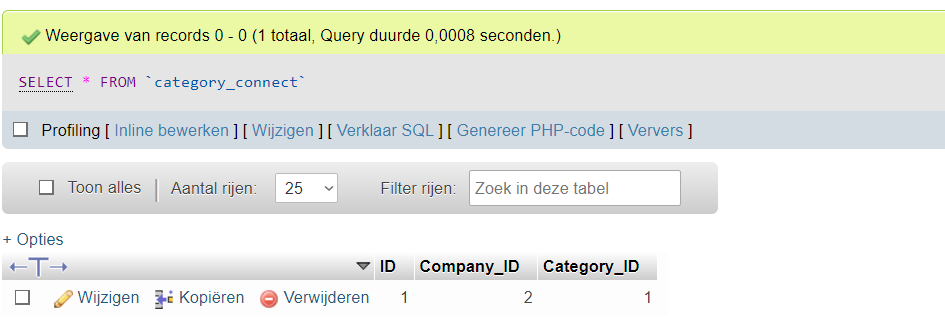 Weergave van records 0 - 0 (1 totaal, Query duurde 0,0008 seconden.)
SELECT * FROM `category_connect`
Profiling [ Inline bewerken ] [ Wijzigen ] [ Verklaar SQL ] [ Genereer PHP-code ] [ Ververs ]
Toon alles | Aantal rijen: 25 Filter rijen: Zoek in deze tabel
+ Opties
←T→ ID Company_ID Category_ID
Wijzigen Kopiëren Verwijderen 1 2 1